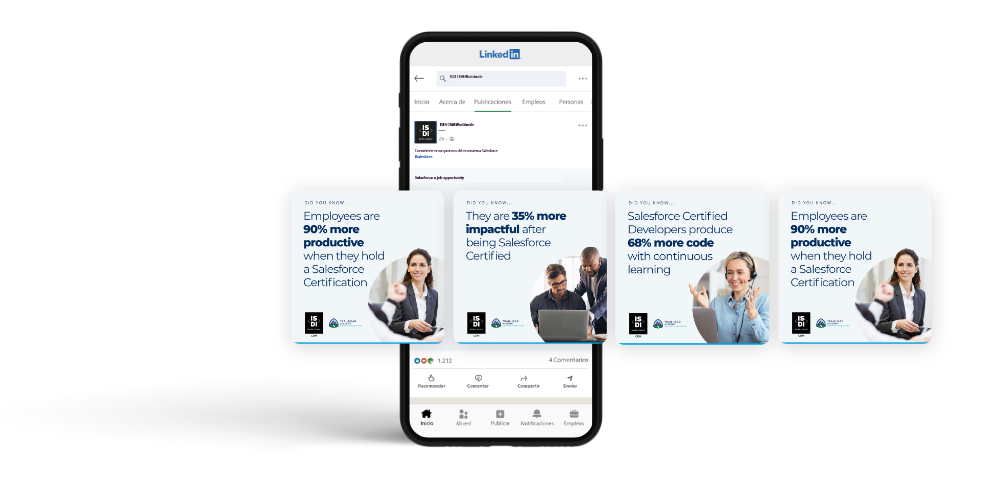 LinkedIn
Inicio Acerca de Publicaciones Empleos Personas
Salesforce a job opportunity
DID YOU KNOW...
Employees are
90% more
productive
when they hold
a Salesforce
Certification
IS
DI
CRM
DID YOU KNOW...
They are 35% more
impactful after
being Salesforce
Certified
IS
DI
CRM
DID YOU KNOW...
Salesforce Certified
Developers produce
68% more code
with continuous
learning
IS
DI
CRM
DID YOU KNOW...
Employees are
90% more
productive
when they hold
a Salesforce
Certification
IS
DI
CRM
1.212
4 Comentarios
Recomendar Comentar Compartir Enviar
Inicio Mi red Publicar Notificaciones Empleos